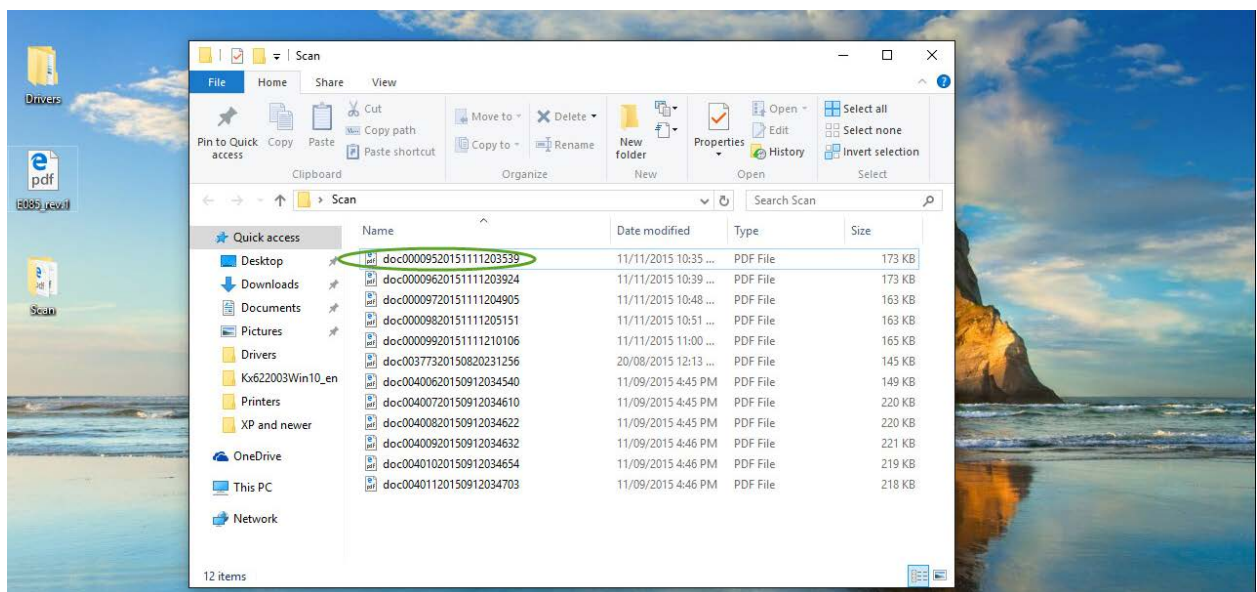 Scan
File Home Share View
Drivers
Pin to Quick access
Copy
Paste
Cut
Copy path
Paste shortcut
Move to
Copy to
Delete
Rename
New folder
Properties
Open
Edit
History
Select all
Select none
Invert selection
Clipboard Organize New Open Select
pdf
Scan Search Scan
Name Date modified Type Size
Quick access
Desktop
Downloads
Documents
Pictures
Drivers
Kx622003Win10_en
Printers
XP and newer
OneDrive
This PC
Network
doc00009520151111203539 11/11/2015 10:35 ... PDF File 173 KB
doc00009620151111203924 11/11/2015 10:39 ... PDF File 173 KB
doc00009720151111204905 11/11/2015 10:48 ... PDF File 163 KB
doc00009820151111205151 11/11/2015 10:51 ... PDF File 163 KB
doc00009920151111210106 11/11/2015 11:00 ... PDF File 165 KB
doc00377320150820231256 20/08/2015 12:13 ... PDF File 145 KB
doc00400620150912034540 11/09/2015 4:45 PM PDF File 149 KB
doc00400720150912034610 11/09/2015 4:45 PM PDF File 220 KB
doc00400820150912034622 11/09/2015 4:45 PM PDF File 220 KB
doc00400920150912034632 11/09/2015 4:46 PM PDF File 221 KB
doc00401020150912034654 11/09/2015 4:46 PM PDF File 219 KB
doc00401120150912034703 11/09/2015 4:46 PM PDF File 218 KB
Scan
12 items